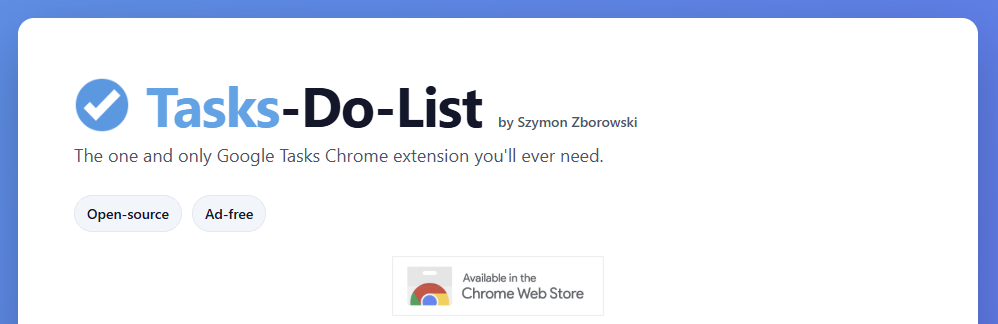 Tasks-Do-List by Szymon Zborowski
The one and only Google Tasks Chrome extension you'll ever need.
Open-source Ad-free
Available in the
Chrome Web Store